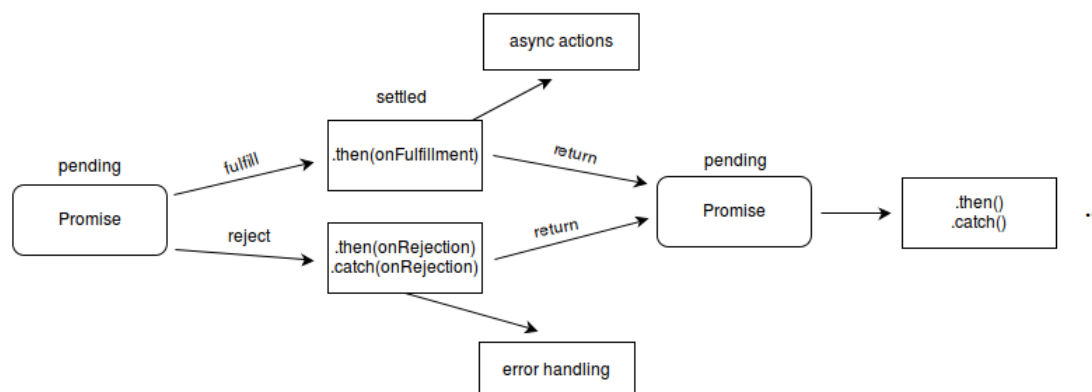 async actions
settled
.then(onFulfillment)
pending
fulfill
return
pending
Promise
Promise
.then()
.catch()
.
reject
.then(onRejection)
.catch(onRejection)
return
error handling